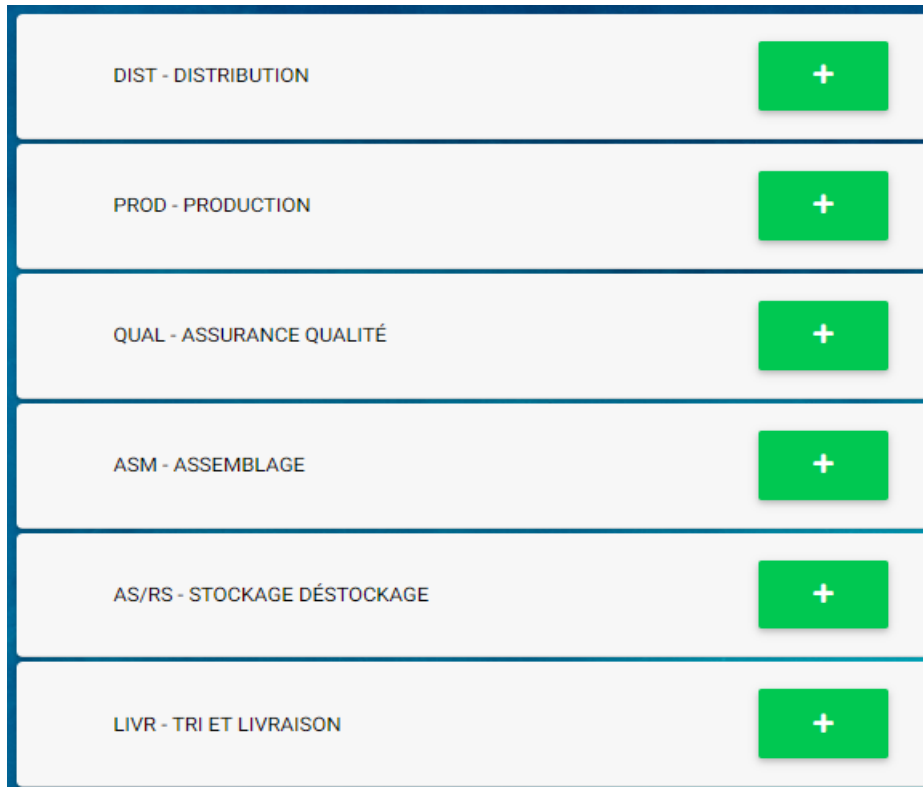 DIST - DISTRIBUTION
+
PROD - PRODUCTION
+
QUAL - ASSURANCE QUALITÉ
+
ASM - ASSEMBLAGE
+
AS/RS - STOCKAGE DÉSTOCKAGE
+
LIVR - TRI ET LIVRAISON
+